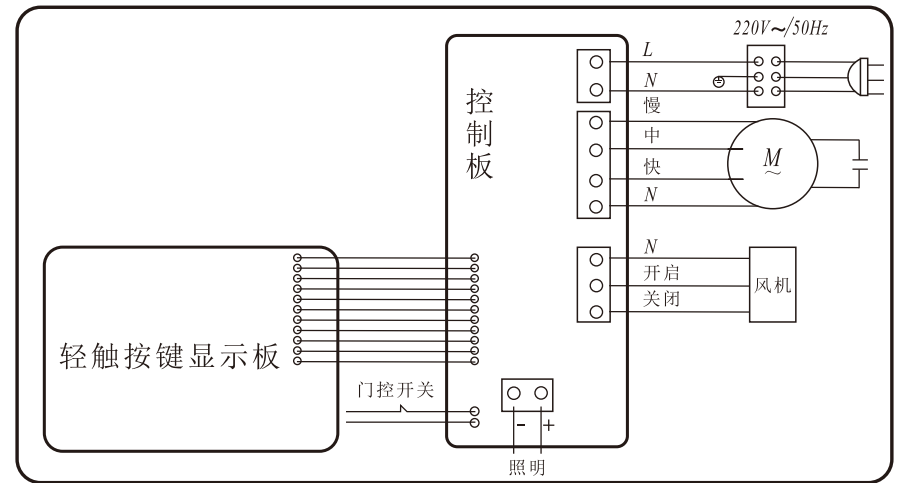 220V～/50Hz
L
N
慢
中
快
N
控制板
M
～
N
开启
关闭
风机
轻触按键显示板
门控开关
- +
照明